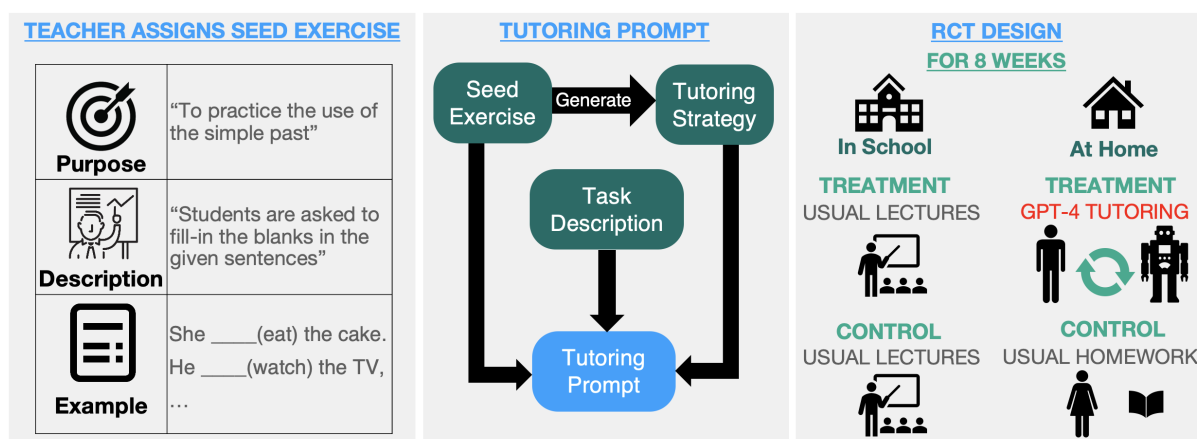 TEACHER ASSIGNS SEED EXERCISE
Purpose
“To practice the use of
the simple past”
Description
“Students are asked to
fill-in the blanks in the
given sentences”
Example
She ____(eat) the cake.
He ____(watch) the TV,
...
TUTORING PROMPT
Seed
Exercise
Generate
Tutoring
Strategy
Task
Description
Tutoring
Prompt
RCT DESIGN
FOR 8 WEEKS
In School
At Home
TREATMENT
USUAL LECTURES
TREATMENT
GPT-4 TUTORING
CONTROL
USUAL LECTURES
CONTROL
USUAL HOMEWORK